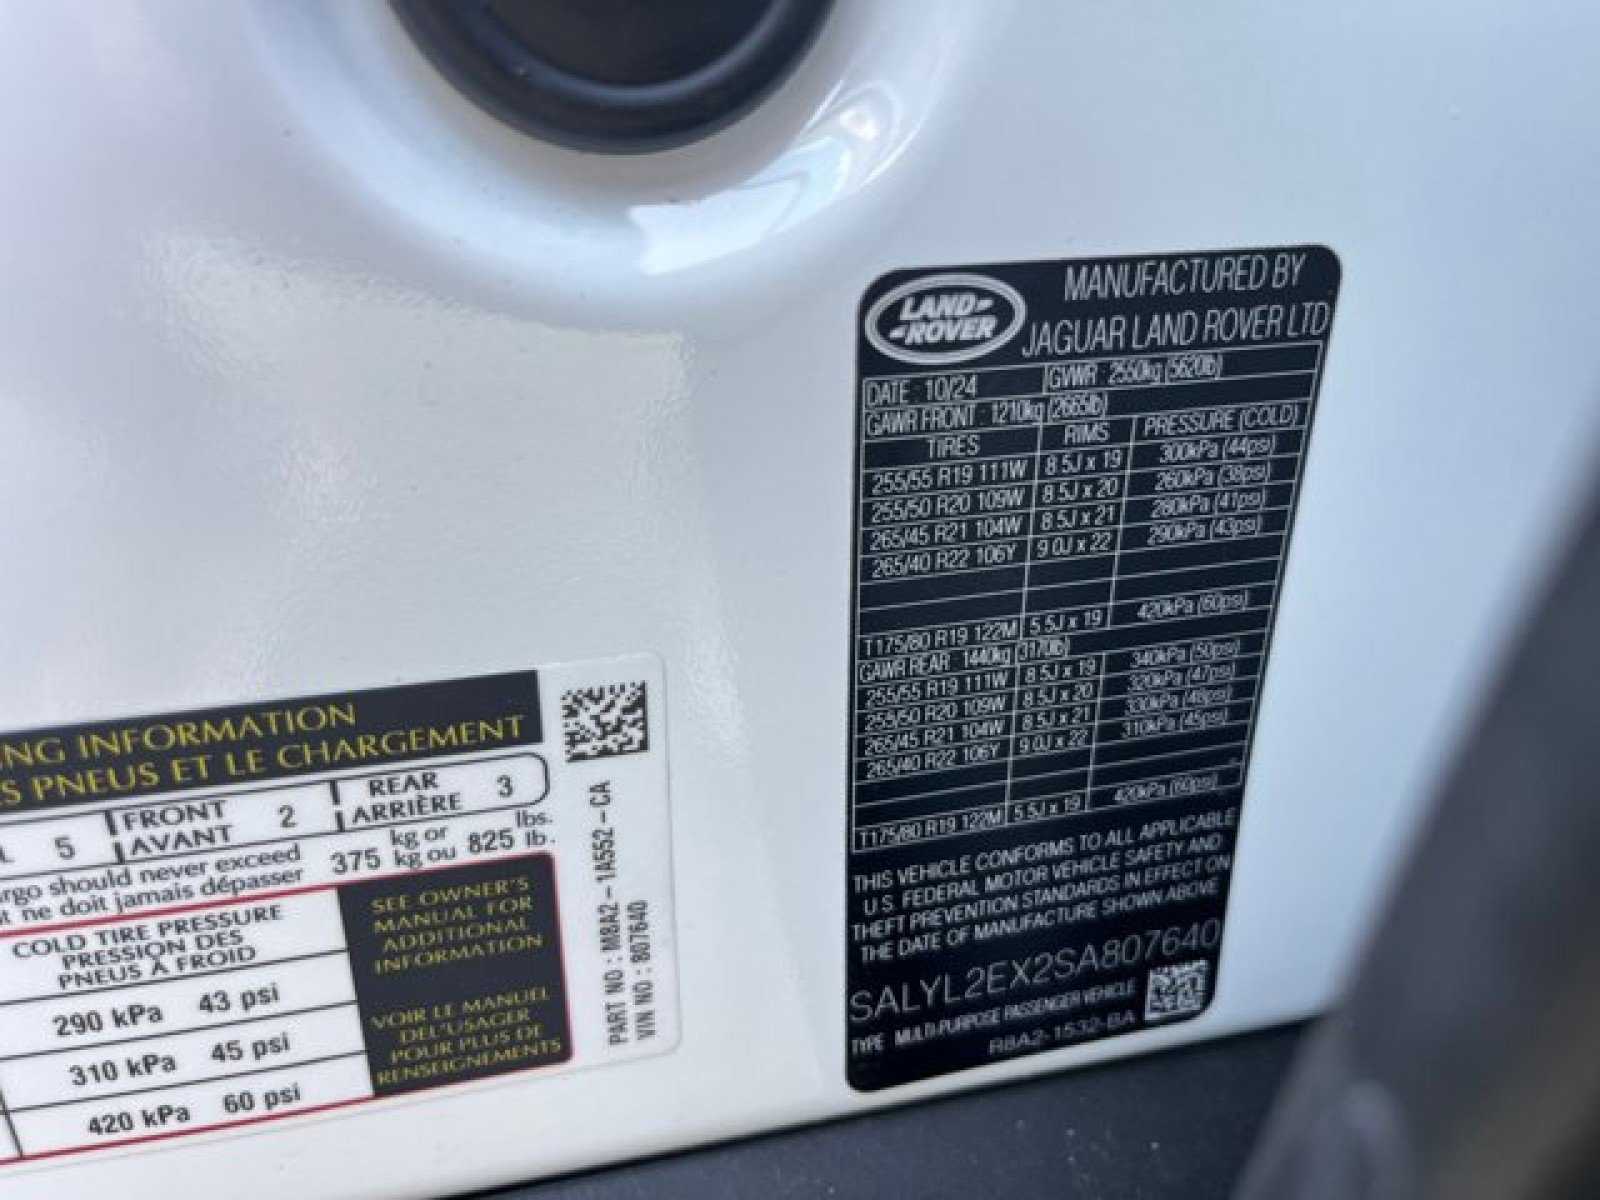 NG INFORMATION
S PNEUS ET LE CHARGEMENT
L 5 FRONT AVANT 2 REAR ARRIÈRE 3
rgo should never exceed 375 kg or 825 lbs.
t ne doit jamais dépasser kg ou lb.
COLD TIRE PRESSURE
PRESSION DES
PNEUS À FROID
290 kPa 43 psi
310 kPa 45 psi
420 kPa 60 psi
SEE OWNER'S
MANUAL FOR
ADDITIONAL
INFORMATION
VOIR LE MANUEL
DEL'USAGER
POUR PLUS DE
RENSEIGNEMENTS
PART NO : M8A2-1A552-CA
VIN NO : 807640
LAND-
-ROVER
MANUFACTURED BY
JAGUAR LAND ROVER LTD
DATE : 10/24 GVWR : 2550kg (5620lb)
GAWR FRONT : 1210kg (2665lb)
TIRES RIMS PRESSURE (COLD)
255/55 R19 111W 8.5J x 19 300kPa (44psi)
255/50 R20 109W 8.5J x 20 260kPa (38psi)
265/45 R21 104W 8.5J x 21 280kPa (41psi)
265/40 R22 106Y 9.0J x 22 290kPa (43psi)
T175/80 R19 122M 5.5J x 19 420kPa (60psi)
GAWR REAR : 1440kg (3170lb)
255/55 R19 111W 8.5J x 19 340kPa (50psi)
255/50 R20 109W 8.5J x 20 320kPa (47psi)
265/45 R21 104W 8.5J x 21 330kPa (48psi)
265/40 R22 106Y 9.0J x 22 310kPa (45psi)
T175/80 R19 122M 5.5J x 19 420kPa (60psi)
THIS VEHICLE CONFORMS TO ALL APPLICABLE
U.S. FEDERAL MOTOR VEHICLE SAFETY AND
THEFT PREVENTION STANDARDS IN EFFECT ON
THE DATE OF MANUFACTURE SHOWN ABOVE
SALYL2EX2SA807640
TYPE MULTI-PURPOSE PASSENGER VEHICLE
R8A2-1532-BA